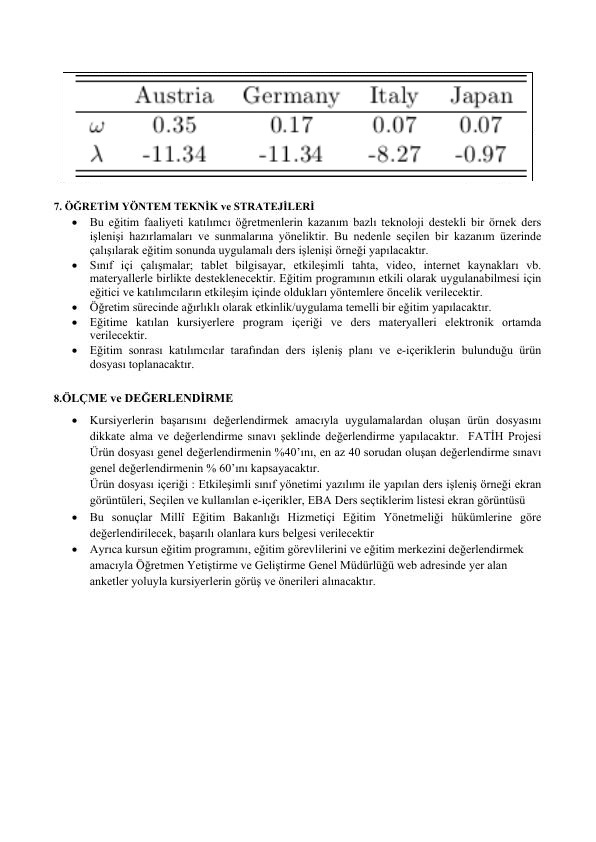 Austria Germany Italy Japan
ω 0.35 0.17 0.07 0.07
λ -11.34 -11.34 -8.27 -0.97
7. ÖĞRETİM YÖNTEM TEKNİK ve STRATEJİLERİ
• Bu eğitim faaliyeti katılımcı öğretmenlerin kazanım bazlı teknoloji destekli bir örnek ders
işlenişi hazırlamaları ve sunmalarına yöneliktir. Bu nedenle seçilen bir kazanım üzerinde
çalışılarak eğitim sonunda uygulamalı ders işlenişi örneği yapılacaktır.
• Sınıf içi çalışmalar; tablet bilgisayar, etkileşimli tahta, video, internet kaynakları vb.
materyallerle birlikte desteklenecektir. Eğitim programının etkili olarak uygulanabilmesi için
eğitici ve katılımcıların etkileşim içinde oldukları yöntemlere öncelik verilecektir.
• Öğretim sürecinde ağırlıklı olarak etkinlik/uygulama temelli bir eğitim yapılacaktır.
• Eğitime katılan kursiyerlere program içeriği ve ders materyalleri elektronik ortamda
verilecektir.
• Eğitim sonrası katılımcılar tarafından ders işleniş planı ve e-içeriklerin bulunduğu ürün
dosyası toplanacaktır.
8.ÖLÇME ve DEĞERLENDİRME
• Kursiyerlerin başarısını değerlendirmek amacıyla uygulamalardan oluşan ürün dosyasını
dikkate alma ve değerlendirme sınavı şeklinde değerlendirme yapılacaktır. FATİH Projesi
Ürün dosyası genel değerlendirmenin %40’ını, en az 40 sorudan oluşan değerlendirme sınavı
genel değerlendirmenin % 60’ını kapsayacaktır.
Ürün dosyası içeriği : Etkileşimli sınıf yönetimi yazılımı ile yapılan ders işleniş örneği ekran
görüntüleri, Seçilen ve kullanılan e-içerikler, EBA Ders seçtiklerim listesi ekran görüntüsü
• Bu sonuçlar Millî Eğitim Bakanlığı Hizmetiçi Eğitim Yönetmeliği hükümlerine göre
değerlendirilecek, başarılı olanlara kurs belgesi verilecektir
• Ayrıca kursun eğitim programını, eğitim görevlilerini ve eğitim merkezini değerlendirmek
amacıyla Öğretmen Yetiştirme ve Geliştirme Genel Müdürlüğü web adresinde yer alan
anketler yoluyla kursiyerlerin görüş ve önerileri alınacaktır.